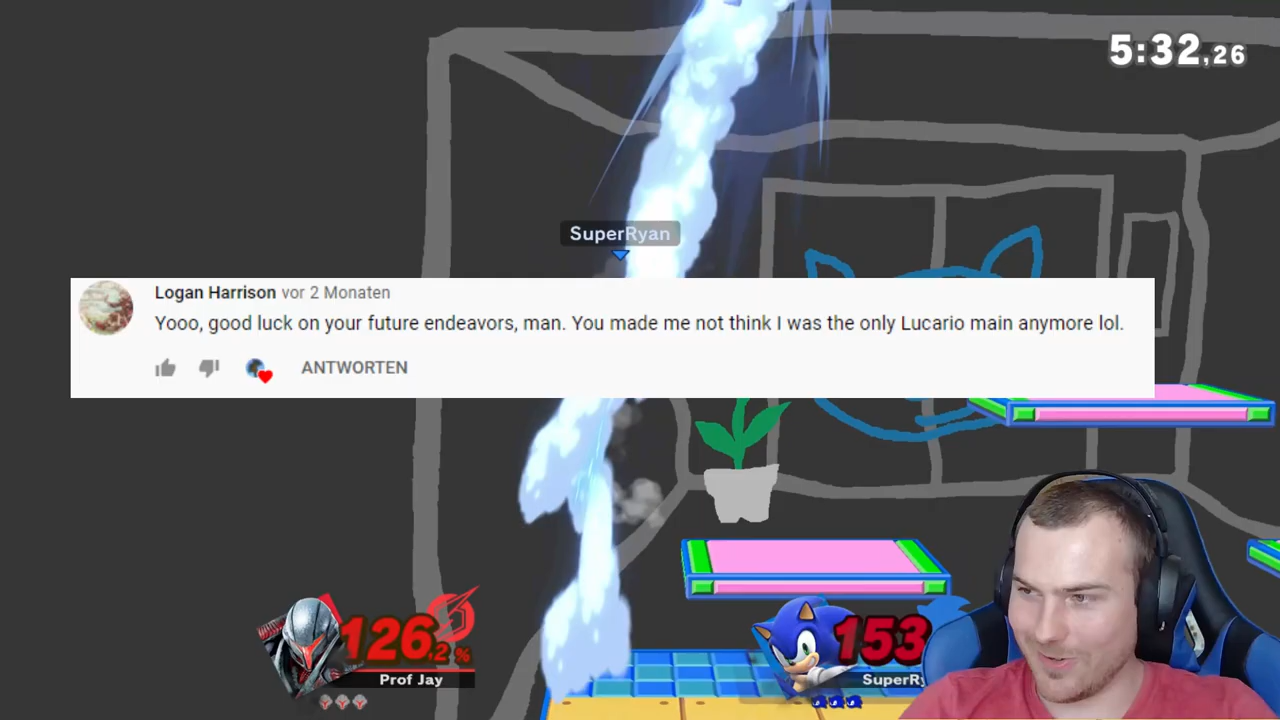 5:32,26
SuperRyan
Logan Harrison vor 2 Monaten
Yooo, good luck on your future endeavors, man. You made me not think I was the only Lucario main anymore lol.
ANTWORTEN
126,2%
Prof Jay
153
SuperRy